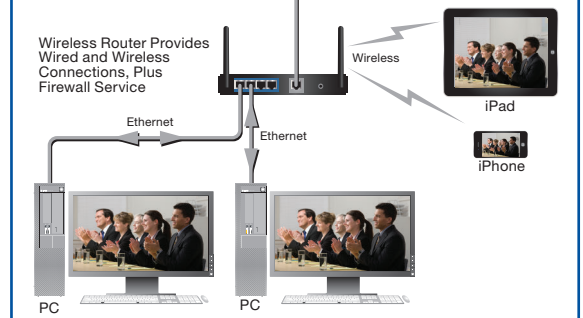 Wireless Router Provides
Wired and Wireless
Connections, Plus
Firewall Service
Wireless
iPad
Ethernet
Ethernet
iPhone
PC
PC